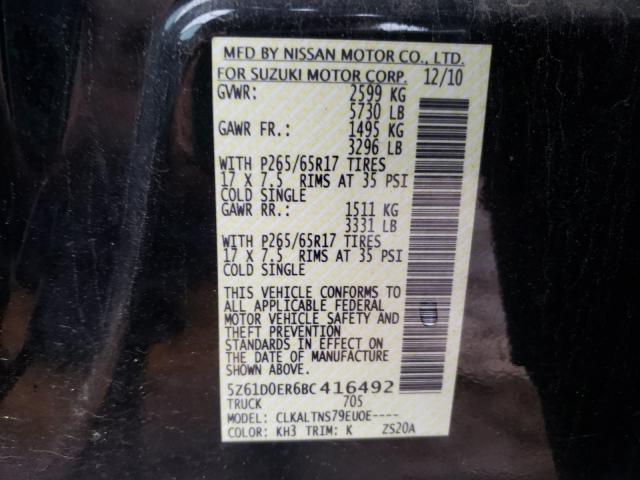 MFD BY NISSAN MOTOR CO., LTD.
FOR SUZUKI MOTOR CORP. 12/10
GVWR: 2599 KG
5730 LB
GAWR FR.: 1495 KG
3296 LB
WITH P265/65R17 TIRES
17 X 7.5 RIMS AT 35 PSI
COLD SINGLE
GAWR RR.: 1511 KG
3331 LB
WITH P265/65R17 TIRES
17 X 7.5 RIMS AT 35 PSI
COLD SINGLE
THIS VEHICLE CONFORMS TO
ALL APPLICABLE FEDERAL
MOTOR VEHICLE SAFETY AND
THEFT PREVENTION
STANDARDS IN EFFECT ON
THE DATE OF MANUFACTURE
SHOWN ABOVE.
5Z61D0ER6BC416492
TRUCK 705
MODEL: CLKALTNS79EUOE----
COLOR: KH3 TRIM: K ZS20A